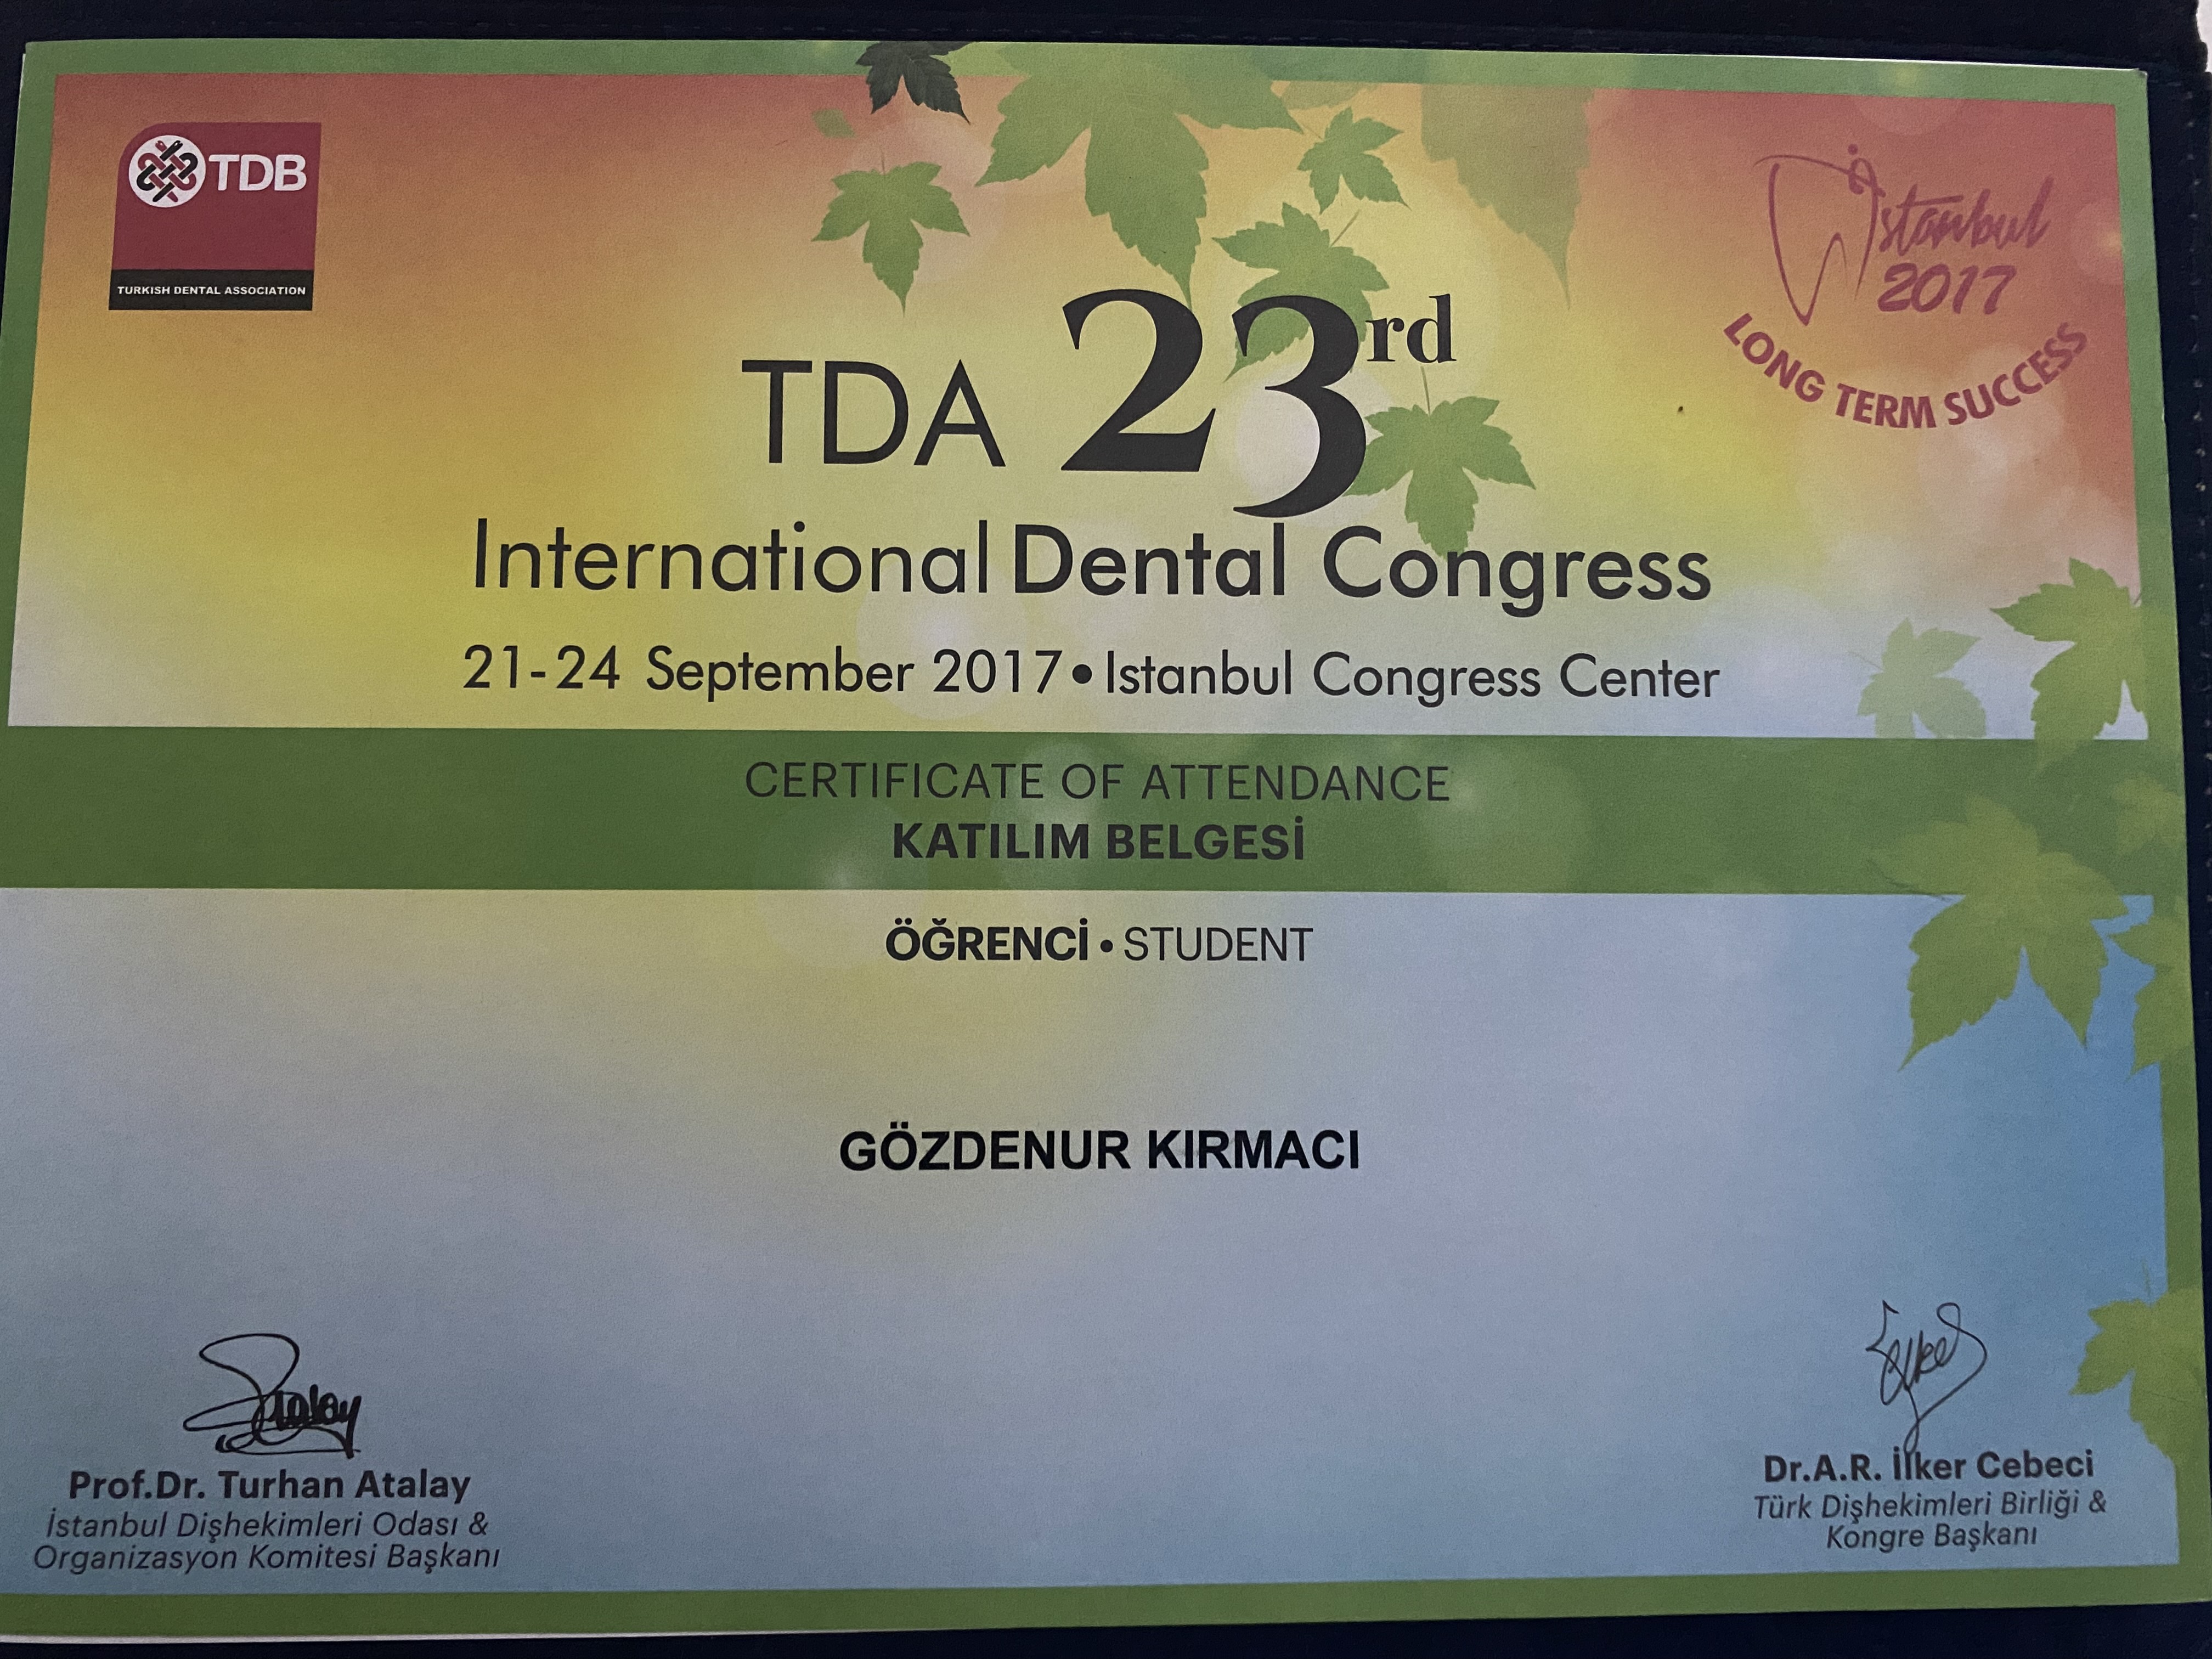 TDB
TURKISH DENTAL ASSOCIATION
İstanbul
2017
LONG TERM SUCCESS
TDA 23rd
International Dental Congress
21-24 September 2017 • Istanbul Congress Center
CERTIFICATE OF ATTENDANCE
KATILIM BELGESİ
ÖĞRENCİ • STUDENT
GÖZDENUR KIRMACI
Atalay
Prof.Dr. Turhan Atalay
İstanbul Dişhekimleri Odası &
Organizasyon Komitesi Başkanı
Dr.A.R. İlker Cebeci
Türk Dişhekimleri Birliği &
Kongre Başkanı